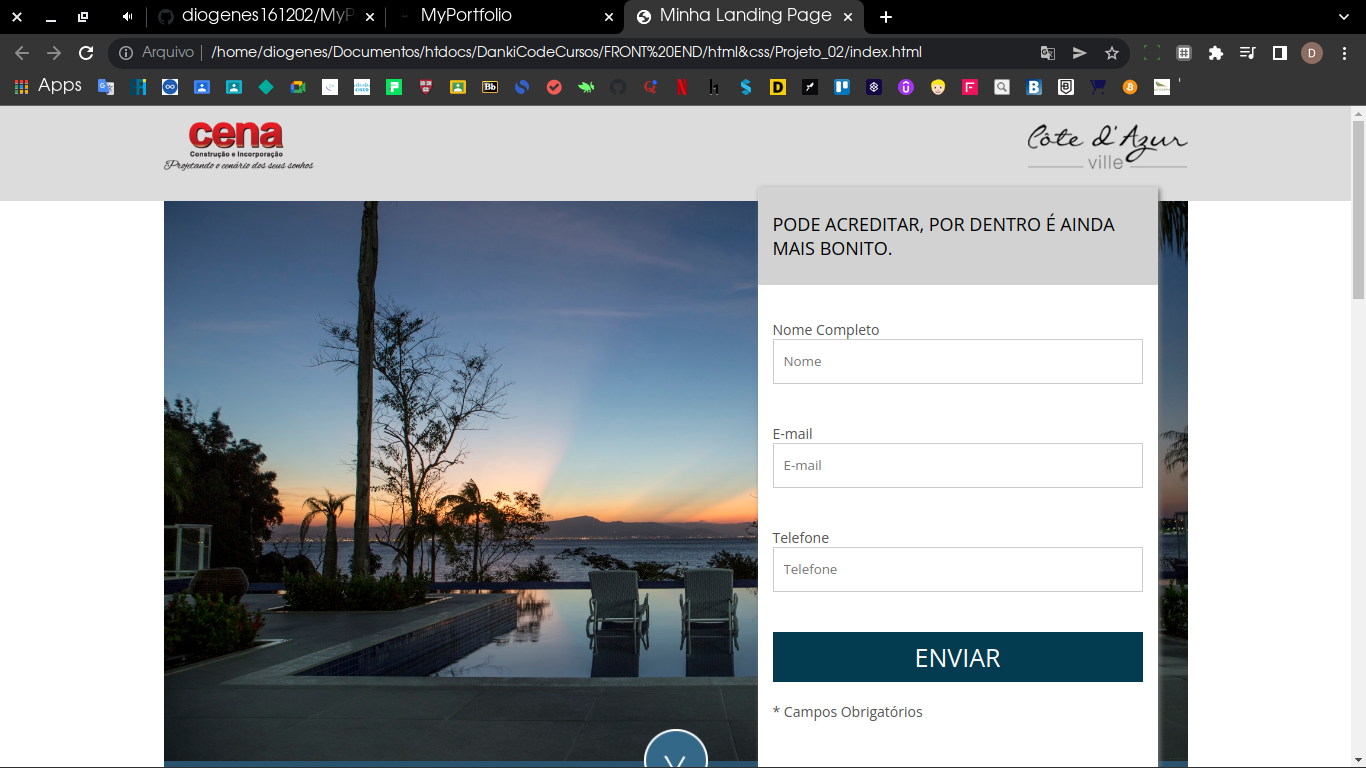 diogenes161202/MyP
MyPortfolio
Minha Landing Page
Arquivo
/home/diogenes/Documentos/htdocs/DankiCodeCursos/FRONT%20END/html&css/Projeto_02/index.html
D
Apps
cena
Construção e Incorporação
Projetando o cenário dos seus sonhos
Côte d'Azur
ville
PODE ACREDITAR, POR DENTRO É AINDA
MAIS BONITO.
Nome Completo
Nome
E-mail
E-mail
Telefone
Telefone
ENVIAR
* Campos Obrigatórios